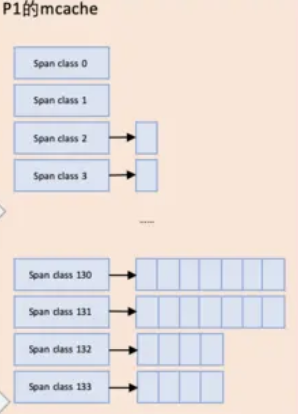 P1的mcache
Span class 0
Span class 1
Span class 2
Span class 3
......
Span class 130
Span class 131
Span class 132
Span class 133